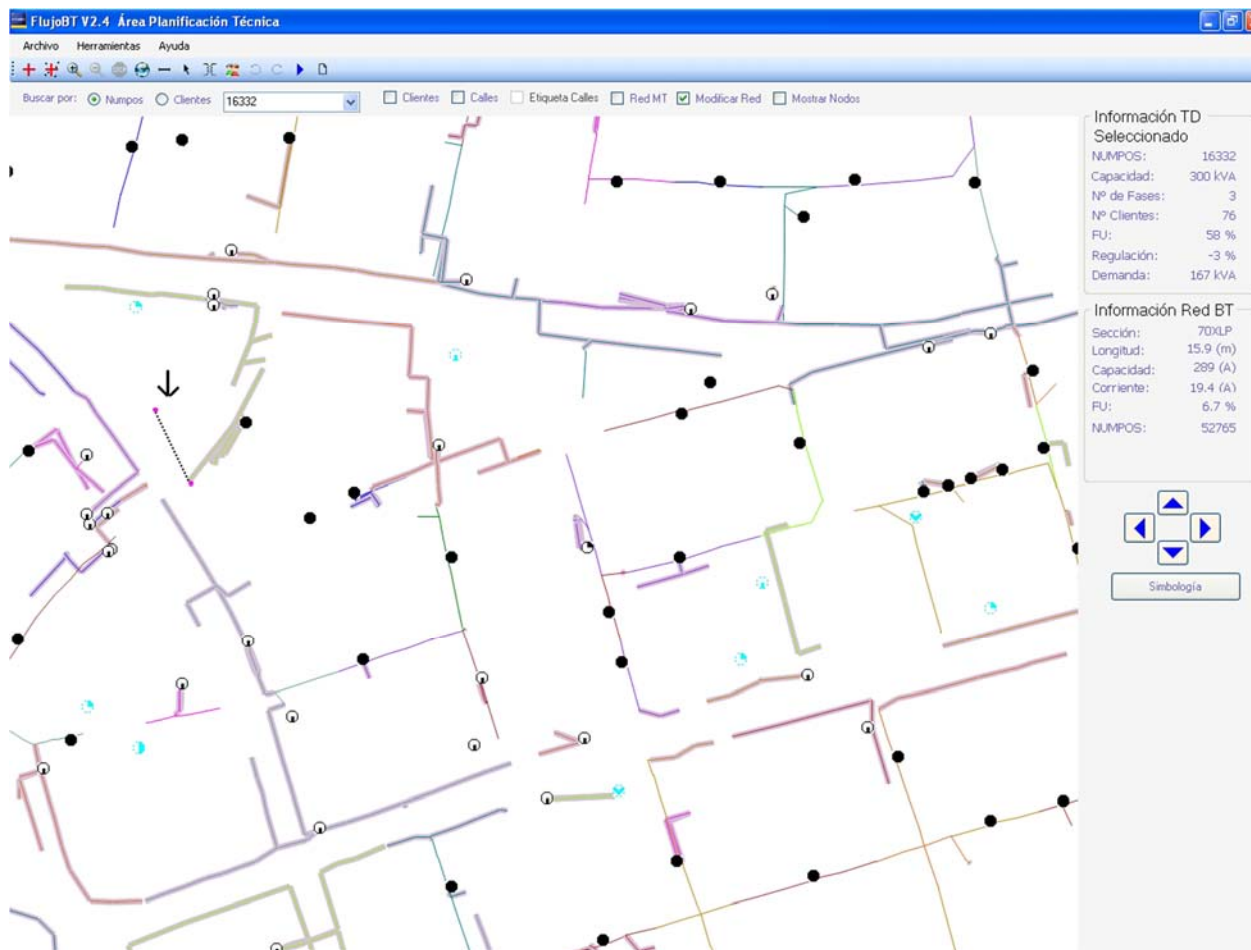 FlujoBT V2.4 Área Planificación Técnica
Archivo Herramientas Ayuda
Buscar por: Numpos Clientes 16332 Clientes Calles Etiqueta Calles Red MT Modificar Red Mostrar Nodos
Información TD
Seleccionado
NUMPOS: 16332
Capacidad: 300 kVA
Nº de Fases: 3
Nº Clientes: 76
FU: 58 %
Regulación: -3 %
Demanda: 167 kVA
Información Red BT
Sección: 70XLP
Longitud: 15.9 (m)
Capacidad: 289 (A)
Corriente: 19.4 (A)
FU: 6.7 %
NUMPOS: 52765
Simbología